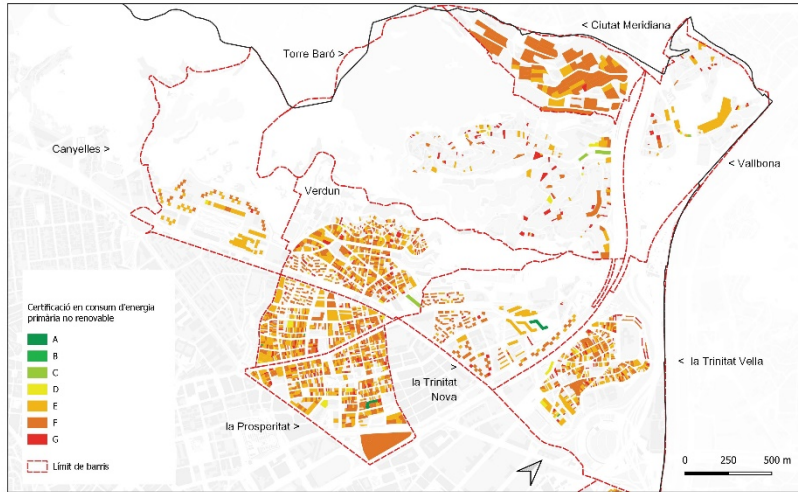 < Ciutat Meridiana
Torre Baró >
Canyelles >
< Vallbona
Verdun
Certificació en consum d'energia
primària no renovable
A
B
C
D
E
F
G
Límit de barris
< la Trinitat Vella
la Trinitat
Nova
la Prosperitat >
0 250 500 m